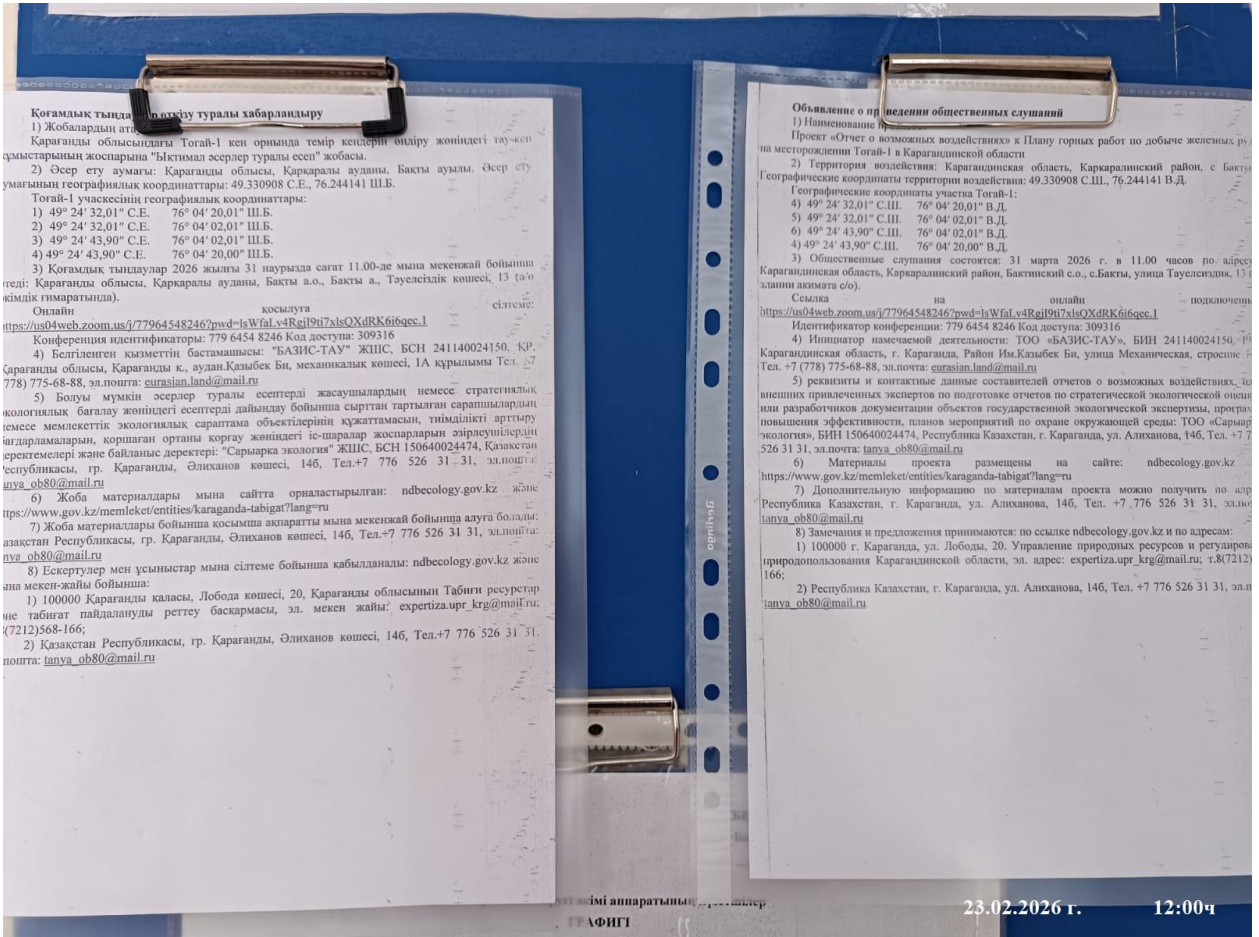 Қоғамдық тыңда өткізу туралы хабарландыру
1) Жобалардың ата
Қарағанды облысындағы Тоғай-1 кен орнында темір кендерін өндіру жөніндегі тау-кен
ұмыстарының жоспарына "Ықтимал әсерлер туралы есеп" жобасы.
2) Әсер ету аумағы: Қарағанды облысы, Қарқаралы ауданы, Бақты ауылы. Әсер ету
умағының географиялық координаттары: 49.330908 С.Е., 76.244141 Ш.Б.
Тоғай-1 учаскесінің географиялық координаттары:
1) 49° 24' 32,01" С.Е. 76° 04' 20,01" Ш.Б.
2) 49° 24' 32,01" С.Е. 76° 04' 02,01" Ш.Б.
3) 49° 24' 43,90" С.Е. 76° 04' 02,01" Ш.Б.
4) 49° 24' 43,90" С.Е. 76° 04' 20,00" Ш.Б.
3) Қоғамдық тыңдаулар 2026 жылғы 31 наурызда сағат 11.00-де мына мекенжай бойынша
теді: Қарағанды облысы, Қарқаралы ауданы, Бақты а.о., Бақты а., Тәуелсіздік көшесі, 13 (а/о
кімдік ғимаратында).
Онлайн қосылуға сілтеме:
https://us04web.zoom.us/j/77964548246?pwd=lsWfaLv4RgjI9ti7xlsQXdRK6j6qec.1
Конференция идентификаторы: 779 6454 8246 Код доступа: 309316
4) Белгіленген қызметтің бастамашысы: "БАЗИС-ТАУ" ЖШС, БСН 241140024150, ҚР,
Қарағанды облысы, Қарағанды қ., аудан.Қазыбек Би, механикалық көшесі, 1А құрылымы Тел. +7
(778) 775-68-88, эл.пошта: eurasian.land@mail.ru
5) Болуы мүмкін әсерлер туралы есептерді жасаушылардың немесе стратегиялық
экологиялық бағалау жөніндегі есептерді дайындау бойынша сырттан тартылған сарапшылардың
немесе мемлекеттік экологиялық сараптама объектілерінің құжаттамасын, тиімділікті арттыру
бағдарламаларын, қоршаған ортаны қорғау жөніндегі іс-шаралар жоспарларын әзірлеушілердің
деректемелері және байланыс деректері: "Сарыарка экология" ЖШС, БСН 150640024474, Қазақстан
Республикасы, гр. Қарағанды, Әлиханов көшесі, 14б, Тел.+7 776 526 31 31, эл.пошта:
anya_ob80@mail.ru
6) Жоба материалдары мына сайтта орналастырылған: ndbecology.gov.kz және
ttps://www.gov.kz/memleket/entities/karaganda-tabigat?lang=ru
7) Жоба материалдары бойынша қосымша ақпаратты мына мекенжай бойынша алуға болады:
азақстан Республикасы, гр. Қарағанды, Әлиханов көшесі, 14б, Тел.+7 776 526 31 31, эл.пошта:
nya_ob80@mail.ru
8) Ескертулер мен ұсыныстар мына сілтеме бойынша қабылданады: ndbecology.gov.kz және
ына мекен-жайы бойынша:
1) 100000 Қарағанды қаласы, Лобода көшесі, 20, Қарағанды облысының Табиғи ресурстар
не табиғат пайдалануды реттеу басқармасы, эл. мекен жайы: expertiza.upr_krg@mail.ru;
8(7212)568-166;
2) Қазақстан Республикасы, гр. Қарағанды, Әлиханов көшесі, 14б, Тел.+7 776 526 31 31,
пошта: tanya_ob80@mail.ru
Объявление о проведении общественных слушаний
1) Наименование
Проект «Отчет о возможных воздействиях» к Плану горных работ по добыче железных ру
на месторождении Тогай-1 в Карагандинской области
2) Территория воздействия: Карагандинская область, Каркаралинский район, с Бакты
Географические координаты территории воздействия: 49.330908 С.Ш., 76.244141 В.Д.
Географические координаты участка Тогай-1:
4) 49° 24' 32,01" С.Ш. 76° 04' 20,01" В.Д.
5) 49° 24' 32,01" С.Ш. 76° 04' 02,01" В.Д.
6) 49° 24' 43,90" С.Ш. 76° 04' 02,01" В.Д.
4) 49° 24' 43,90" С.Ш. 76° 04' 20,00" В.Д.
3) Общественные слушания состоятся: 31 марта 2026 г. в 11.00 часов по адресу
Карагандинская область, Каркаралинский район, Бактинский с.о., с.Бакты, улица Тауелсиздик, 13 (
здании акимата с/о).
Ссылка на онлайн подключени
https://us04web.zoom.us/j/77964548246?pwd=lsWfaLv4RgjI9ti7xlsQXdRK6j6qec.1
Идентификатор конференции: 779 6454 8246 Код доступа: 309316
4) Инициатор намечаемой деятельности: ТОО «БАЗИС-ТАУ», БИН 241140024150, Р
Карагандинская область, г. Караганда, Район Им.Казыбек Би, улица Механическая, строение
Тел. +7 (778) 775-68-88, эл.почта: eurasian.land@mail.ru
5) реквизиты и контактные данные составителей отчетов о возможных воздействиях, ил
внешних привлеченных экспертов по подготовке отчетов по стратегической экологической оценк
или разработчиков документации объектов государственной экологической экспертизы, програм
повышения эффективности, планов мероприятий по охране окружающей среды: ТОО «Сарыарк
экология», БИН 150640024474, Республика Казахстан, г. Караганда, ул. Алиханова, 14б, Тел. +7 7
526 31 31, эл.почта: tanya_ob80@mail.ru
6) Материалы проекта размещены на сайте: ndbecology.gov.kz
https://www.gov.kz/memleket/entities/karaganda-tabigat?lang=ru
7) Дополнительную информацию по материалам проекта можно получить по адр
Республика Казахстан, г. Караганда, ул. Алиханова, 14б, Тел. +7 776 526 31 31, эл.по
tanya_ob80@mail.ru
8) Замечания и предложения принимаются: по ссылке ndbecology.gov.kz и по адресам:
1) 100000 г. Караганда, ул. Лободы, 20. Управление природных ресурсов и регулирова
природопользования Карагандинской области, эл. адрес: expertiza.upr_krg@mail.ru; т.8(7212)
166;
2) Республика Казахстан, г. Караганда, ул. Алиханова, 14б, Тел. +7 776 526 31 31, эл.п
tanya_ob80@mail.ru
әкімі аппаратының
ГРАФИГІ
23.02.2026 г. 12:00ч